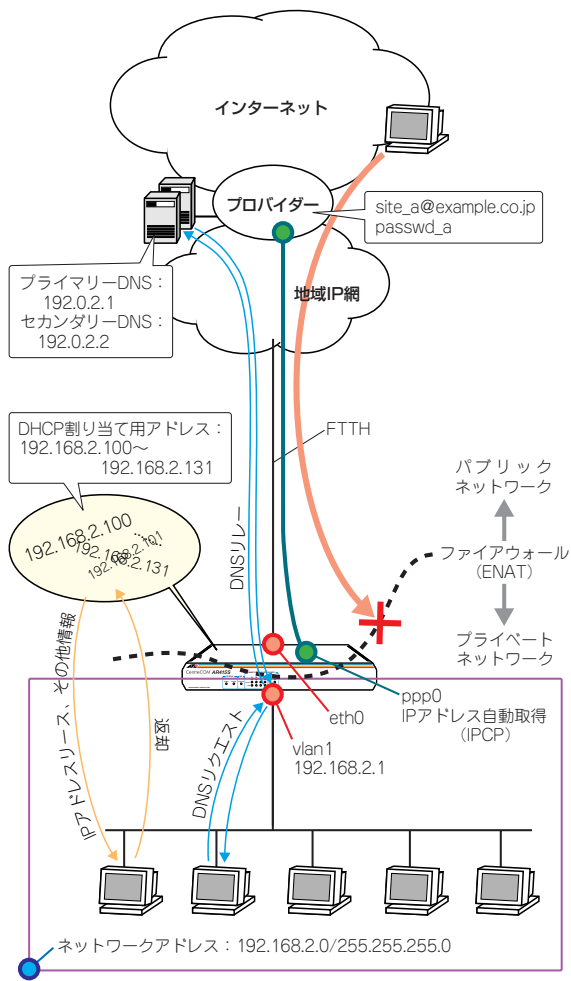 インターネット
プロバイダー
site_a@example.co.jp
passwd_a
プライマリーDNS：
192.0.2.1
セカンダリーDNS：
192.0.2.2
地域IP網
DHCP割り当て用アドレス：
192.168.2.100～
192.168.2.131
FTTH
パブリック
ネットワーク
192.168.2.100
192.168.2.101
192.168.2.131
DNSリレー
ファイアウォール
（ENAT）
プライベート
ネットワーク
CentreCOM AR415S
IPアドレスリース、その他情報
返却
DNSリクエスト
eth0
ppp0
IPアドレス自動取得
（IPCP）
vlan1
192.168.2.1
ネットワークアドレス：192.168.2.0/255.255.255.0